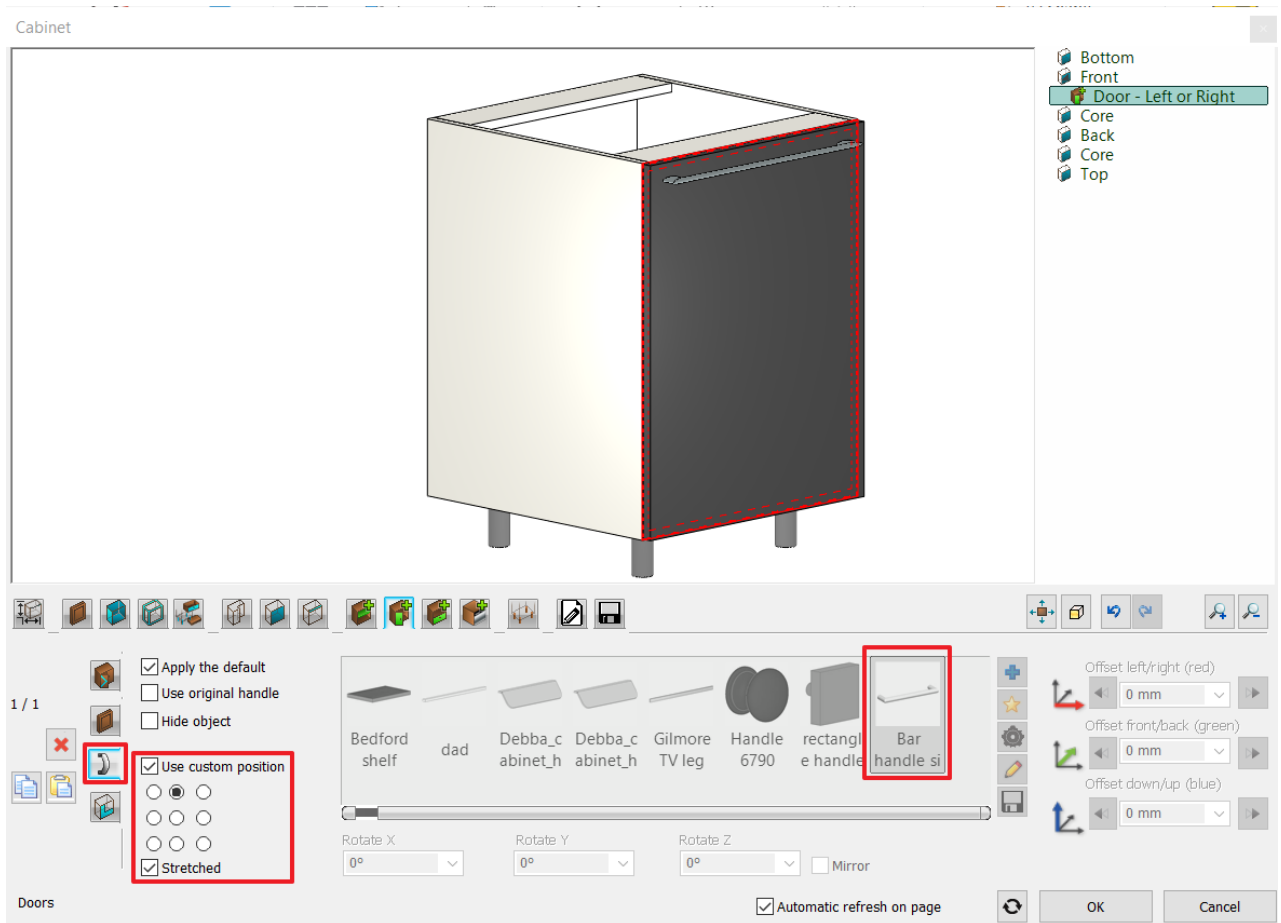 Cabinet
Bottom
Front
Door - Left or Right
Core
Back
Core
Top
1 / 1
Apply the default
Use original handle
Hide object
Use custom position
Stretched
Bedford
shelf
dad
Debba_c
abinet_h
Debba_c
abinet_h
Gilmore
TV leg
Handle
6790
rectangl
e handle
Bar
handle si
Rotate X
0°
Rotate Y
0°
Rotate Z
0°
Mirror
Offset left/right (red)
0 mm
Offset front/back (green)
0 mm
Offset down/up (blue)
0 mm
Doors
Automatic refresh on page
OK
Cancel